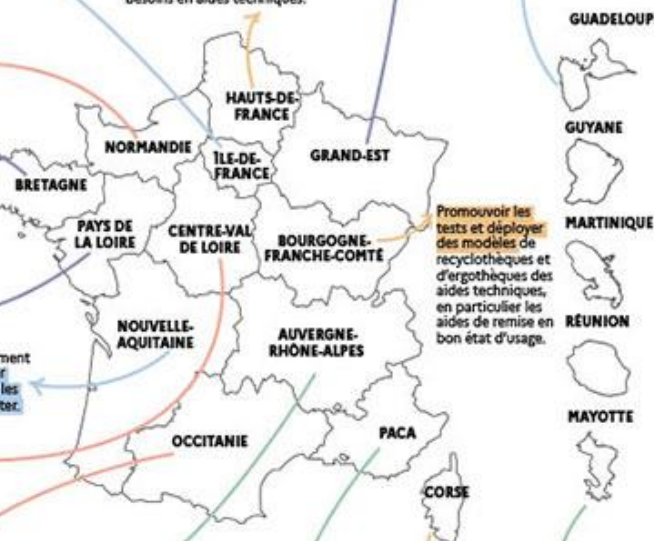 besoins en aides techniques.
GUADELOUP
HAUTS-DE-
FRANCE
GUYANE
NORMANDIE
ÎLE-DE-
FRANCE
GRAND-EST
BRETAGNE
PAYS DE
LA LOIRE
CENTRE-VAL
DE LOIRE
BOURGOGNE-
FRANCHE-COMTÉ
Promouvoir les
tests et déployer
des modèles de
recyclothèques et
d'ergothèques des
aides techniques,
en particulier les
aides de remise en
bon état d'usage.
MARTINIQUE
RÉUNION
NOUVELLE-
AQUITAINE
AUVERGNE-
RHÔNE-ALPES
ment
r
les
ter.
MAYOTTE
OCCITANIE
PACA
CORSE